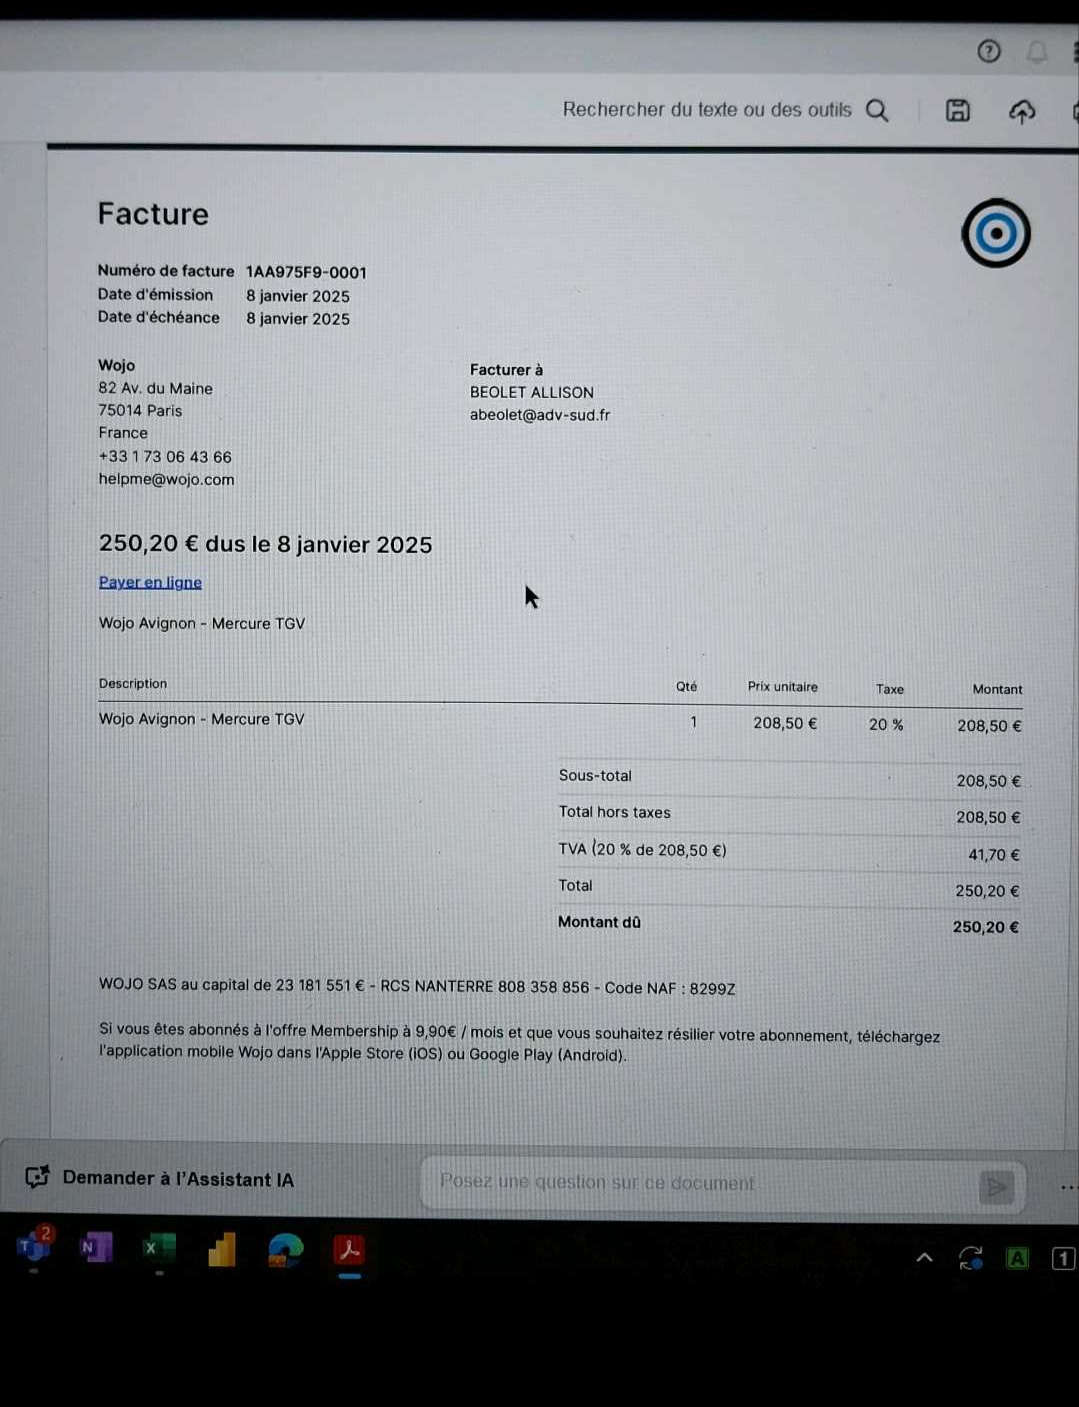 Rechercher du texte ou des outils
Facture
Numéro de facture 1AA975F9-0001
Date d'émission 8 janvier 2025
Date d'échéance 8 janvier 2025
Wojo
82 Av. du Maine
75014 Paris
France
+33 1 73 06 43 66
helpme@wojo.com
Facturer à
BEOLET ALLISON
abeolet@adv-sud.fr
250,20 € dus le 8 janvier 2025
Payer en ligne
Wojo Avignon - Mercure TGV
Description Qté Prix unitaire Taxe Montant
Wojo Avignon - Mercure TGV 1 208,50 € 20 % 208,50 €
Sous-total 208,50 €
Total hors taxes 208,50 €
TVA (20 % de 208,50 €) 41,70 €
Total 250,20 €
Montant dû 250,20 €
WOJO SAS au capital de 23 181 551 € - RCS NANTERRE 808 358 856 - Code NAF : 8299Z
Si vous êtes abonnés à l'offre Membership à 9,90€ / mois et que vous souhaitez résilier votre abonnement, téléchargez
l'application mobile Wojo dans l'Apple Store (iOS) ou Google Play (Android).
Demander à l'Assistant IA
Posez une question sur ce document
2
T N X A 1